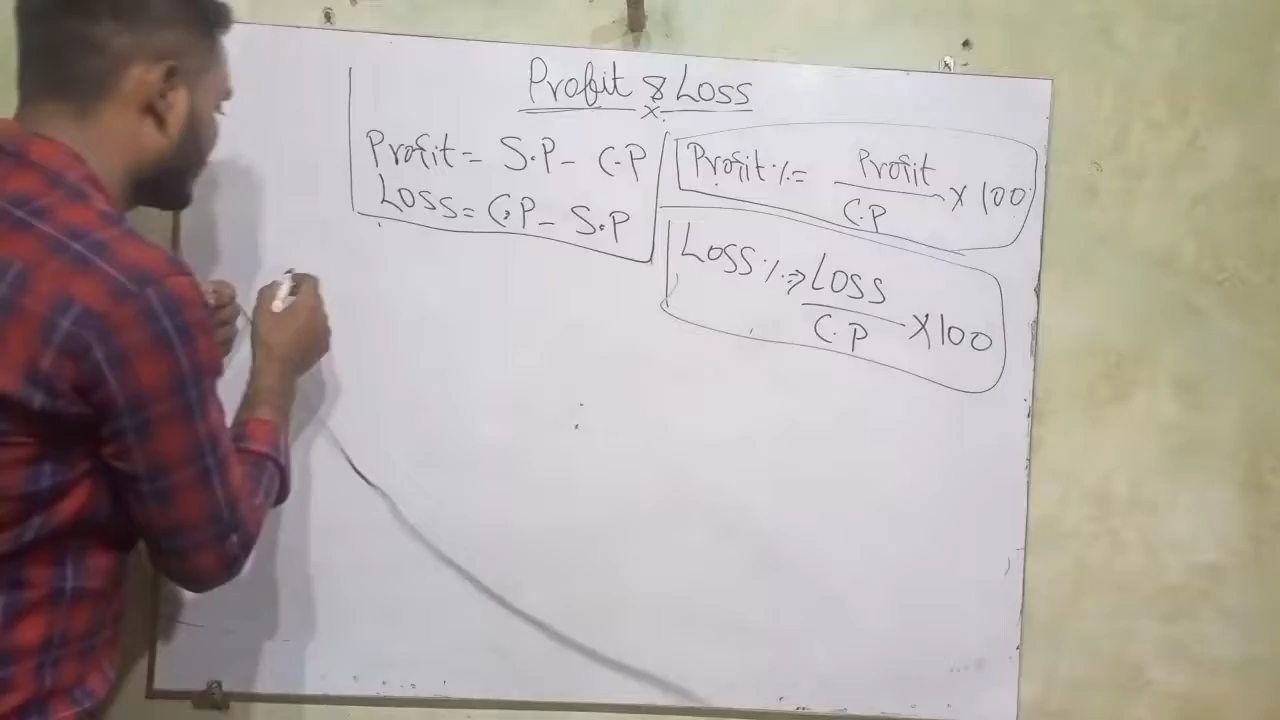 Profit & Loss
Profit = S.P - C.P
Loss = C.P - S.P
Profit % = Profit / C.P × 100
Loss % ⇒ Loss / C.P × 100